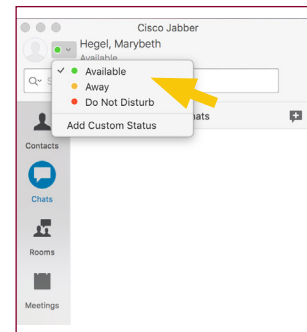 Cisco Jabber
Hegel, Marybeth
Available
Available
Away
Do Not Disturb
Add Custom Status
Contacts
Chats
Rooms
Meetings